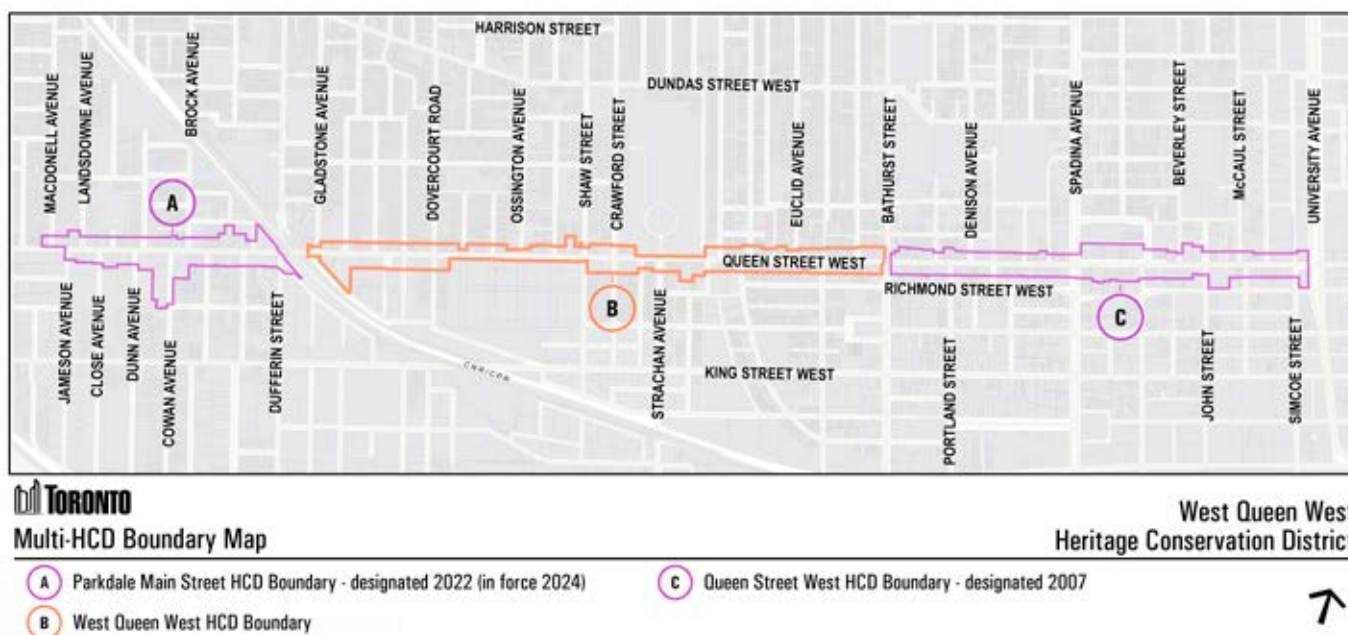 HARRISON STREET
DUNDAS STREET WEST
MACDONELL AVENUE
LANDSDOWNE AVENUE
BROCK AVENUE
GLADSTONE AVENUE
DOVERCOURT ROAD
OSSINGTON AVENUE
SHAW STREET
CRAWFORD STREET
EUCLID AVENUE
BATHURST STREET
DENISON AVENUE
SPADINA AVENUE
BEVERLEY STREET
McCAUL STREET
UNIVERSITY AVENUE
A
QUEEN STREET WEST
RICHMOND STREET WEST
B
C
JAMESON AVENUE
CLOSE AVENUE
DUNN AVENUE
COWAN AVENUE
DUFFERIN STREET
CNR/CPR
STRACHAN AVENUE
KING STREET WEST
PORTLAND STREET
JOHN STREET
SIMCOE STREET
TORONTO
Multi-HCD Boundary Map
West Queen West
Heritage Conservation District
A Parkdale Main Street HCD Boundary - designated 2022 (in force 2024)
B West Queen West HCD Boundary
C Queen Street West HCD Boundary - designated 2007